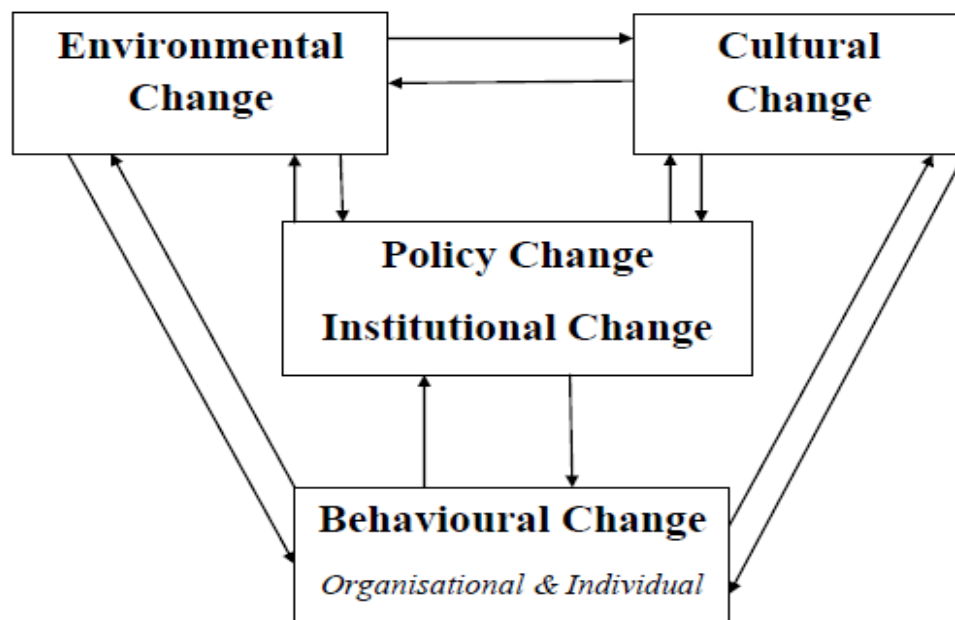 Environmental
Change
Cultural
Change
Policy Change
Institutional Change
Behavioural Change
Organisational & Individual